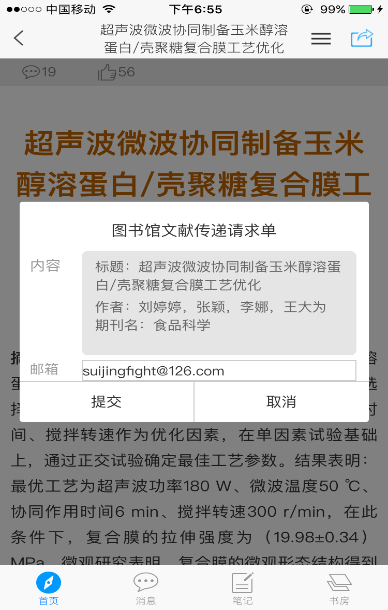 中国移动 下午6:55 99%
超声波微波协同制备玉米醇溶
蛋白/壳聚糖复合膜工艺优化
19 56
超声波微波协同制备玉米
醇溶蛋白/壳聚糖复合膜工
图书馆文献传递请求单
内容
标题：超声波微波协同制备玉米醇溶蛋
白/壳聚糖复合膜工艺优化
作者：刘婷婷，张颖，李娜，王大为
期刊名：食品科学
邮箱 suijingfight@126.com
提交 取消
间、搅拌转速作为优化因素，在单因素试验基础
上，通过正交试验确定最佳工艺参数。结果表明：
最优工艺为超声波功率180 W、微波温度50 ℃、
协同作用时间6 min、搅拌转速300 r/min，在此
条件下，复合膜的拉伸强度为（19.98±0.34）
MPa。微观研究表明，复合膜的微观形态结构得到
首页 消息 笔记 书房